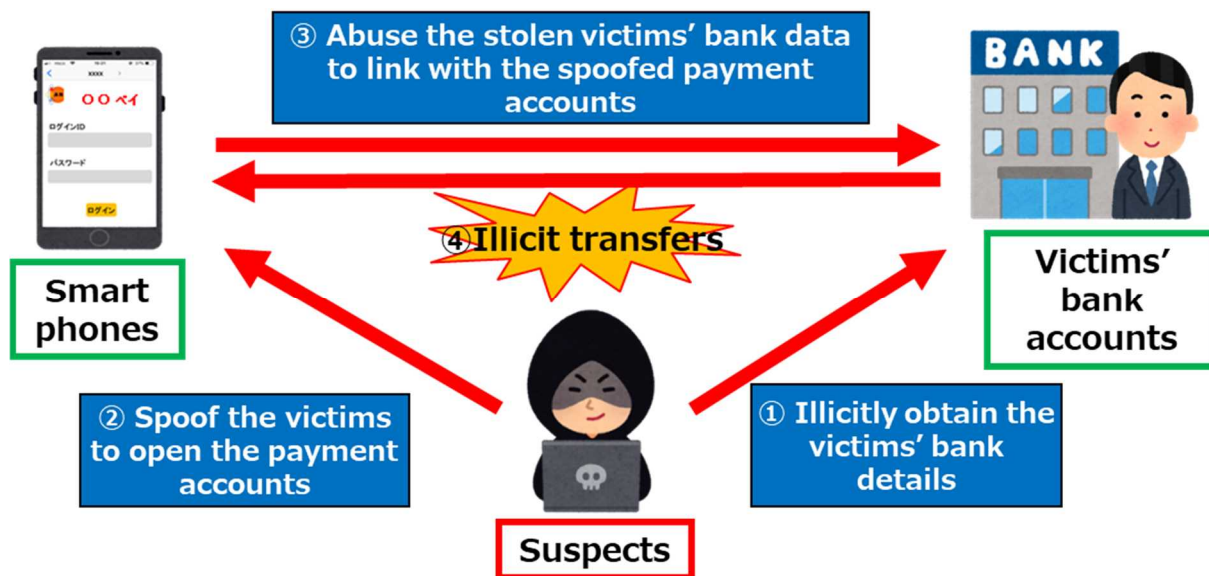 ③ Abuse the stolen victims’ bank data
to link with the spoofed payment
accounts
BANK
xxxx
〇〇 ペイ
ログインID
パスワード
ログイン
④Illicit transfers
Smart
phones
Victims’
bank
accounts
② Spoof the victims
to open the payment
accounts
① Illicitly obtain the
victims’ bank
details
Suspects